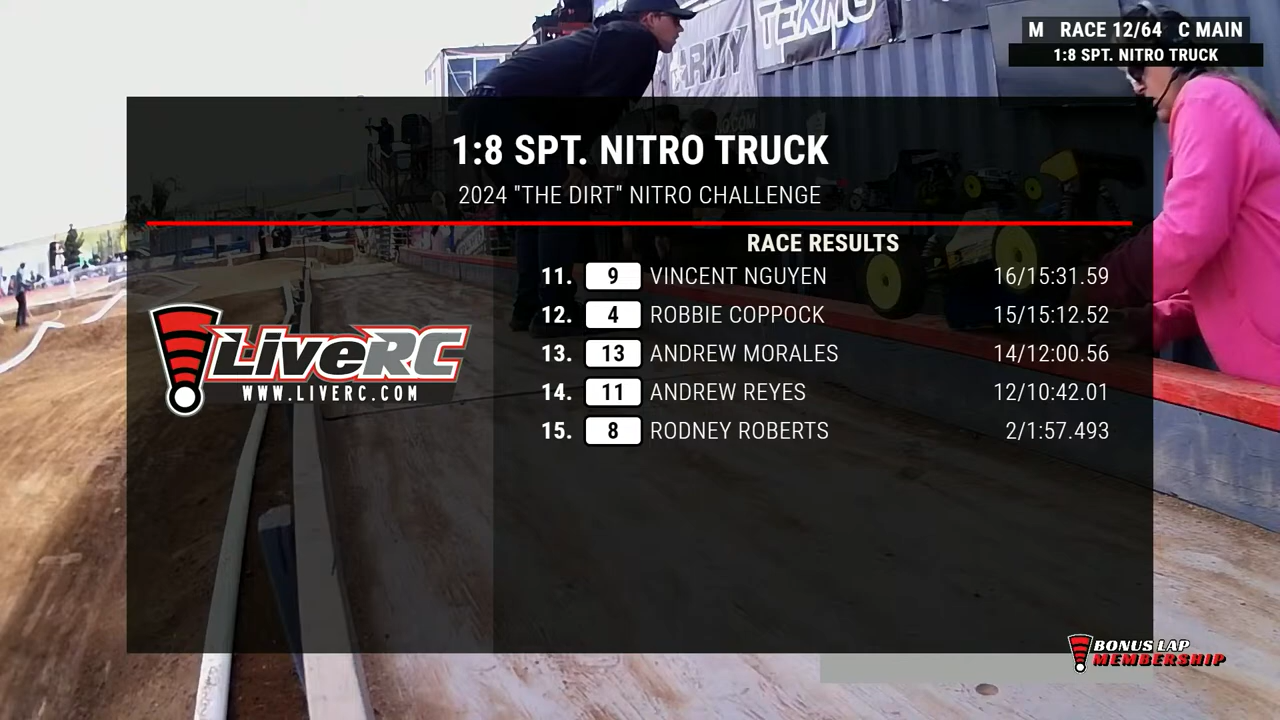 TEKNO
ARMY
M RACE 12/64 C MAIN
1:8 SPT. NITRO TRUCK
1:8 SPT. NITRO TRUCK
2024 "THE DIRT" NITRO CHALLENGE
RACE RESULTS
11. 9 VINCENT NGUYEN 16/15:31.59
12. 4 ROBBIE COPPOCK 15/15:12.52
13. 13 ANDREW MORALES 14/12:00.56
14. 11 ANDREW REYES 12/10:42.01
15. 8 RODNEY ROBERTS 2/1:57.493
LiveRC
WWW.LIVERC.COM
BONUS LAP
MEMBERSHIP